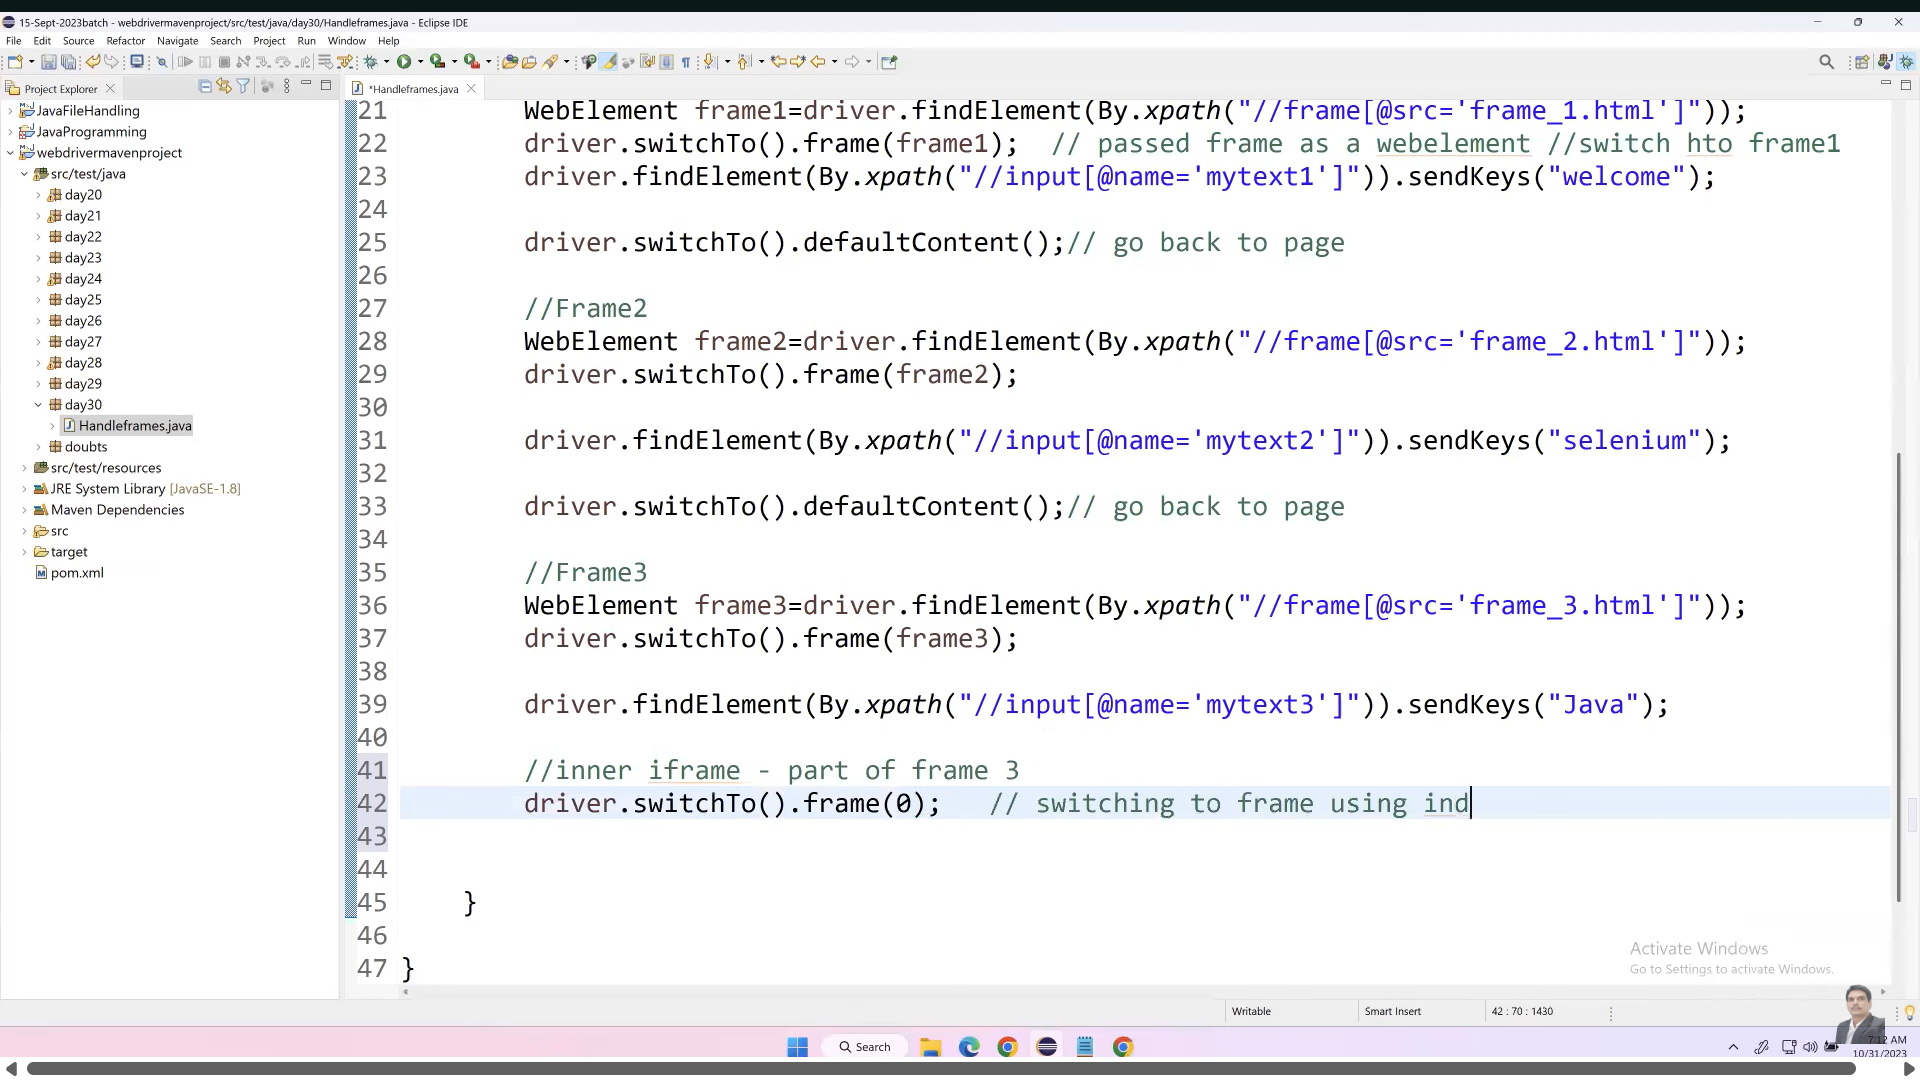 15-Sept-2023batch - webdrivermavenproject/src/test/java/day30/Handleframes.java - Eclipse IDE
File Edit Source Refactor Navigate Search Project Run Window Help
Project Explorer
*Handleframes.java
JavaFileHandling
JavaProgramming
webdrivermavenproject
src/test/java
day20
day21
day22
day23
day24
day25
day26
day27
day28
day29
day30
Handleframes.java
doubts
src/test/resources
JRE System Library [JavaSE-1.8]
Maven Dependencies
src
target
pom.xml
21 WebElement frame1=driver.findElement(By.xpath("//frame[@src='frame_1.html']"));
22 driver.switchTo().frame(frame1); // passed frame as a webelement //switch hto frame1
23 driver.findElement(By.xpath("//input[@name='mytext1']")).sendKeys("welcome");
24
25 driver.switchTo().defaultContent();// go back to page
26
27 //Frame2
28 WebElement frame2=driver.findElement(By.xpath("//frame[@src='frame_2.html']"));
29 driver.switchTo().frame(frame2);
30
31 driver.findElement(By.xpath("//input[@name='mytext2']")).sendKeys("selenium");
32
33 driver.switchTo().defaultContent();// go back to page
34
35 //Frame3
36 WebElement frame3=driver.findElement(By.xpath("//frame[@src='frame_3.html']"));
37 driver.switchTo().frame(frame3);
38
39 driver.findElement(By.xpath("//input[@name='mytext3']")).sendKeys("Java");
40
41 //inner iframe - part of frame 3
42 driver.switchTo().frame(0); // switching to frame using ind
43
44
45 }
46
47 }
Activate Windows
Go to Settings to activate Windows.
Writable Smart Insert 42 : 70 : 1430
Search
7:12 AM
10/31/2023